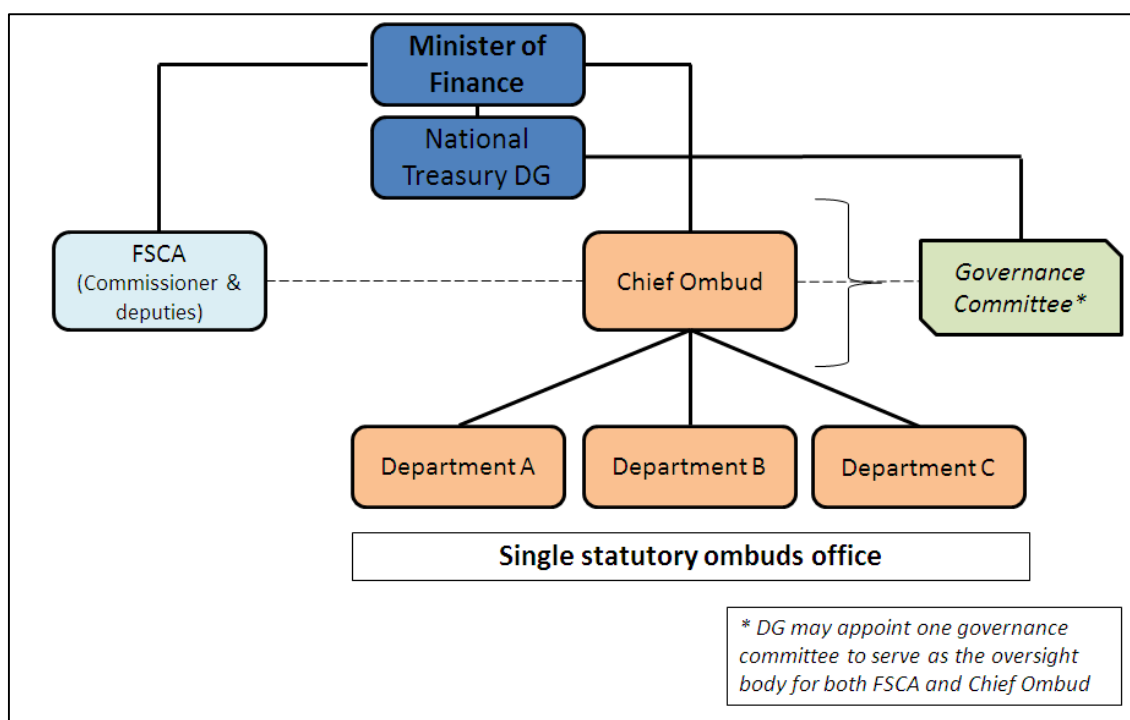 Minister of
Finance
National
Treasury DG
FSCA
(Commissioner &
deputies)
Chief Ombud
Governance
Committee*
Department A
Department B
Department C
Single statutory ombuds office
* DG may appoint one governance
committee to serve as the oversight
body for both FSCA and Chief Ombud